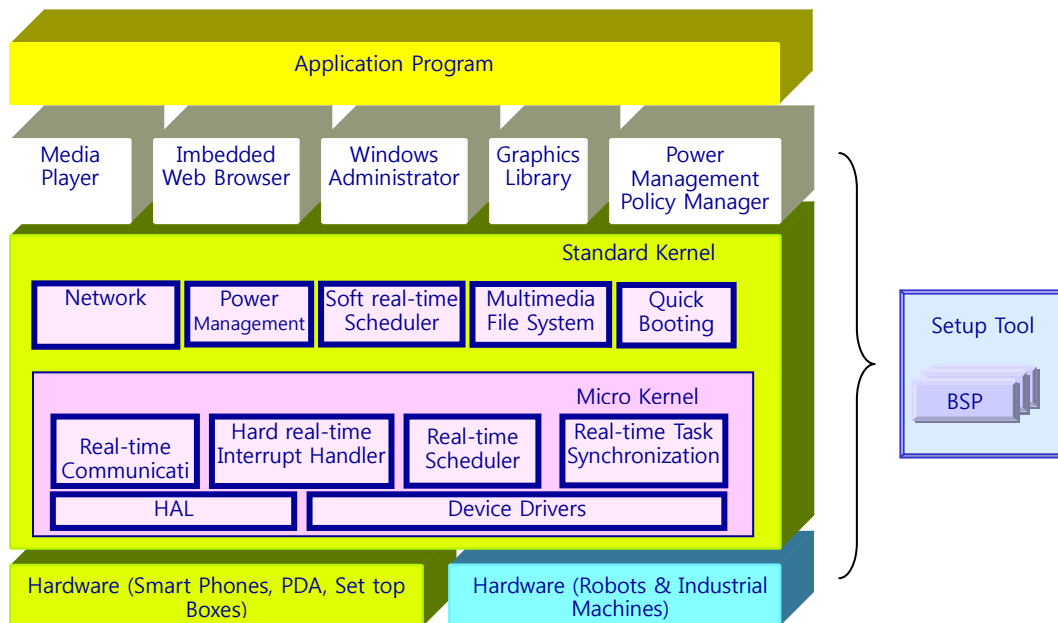 Application Program
Media
Player
Imbedded
Web Browser
Windows
Administrator
Graphics
Library
Power
Management
Policy Manager
Standard Kernel
Network
Power
Management
Soft real-time
Scheduler
Multimedia
File System
Quick
Booting
Micro Kernel
Real-time
Communicati
Hard real-time
Interrupt Handler
Real-time
Scheduler
Real-time Task
Synchronization
HAL
Device Drivers
Hardware (Smart Phones, PDA, Set top
Boxes)
Hardware (Robots & Industrial
Machines)
Setup Tool
BSP